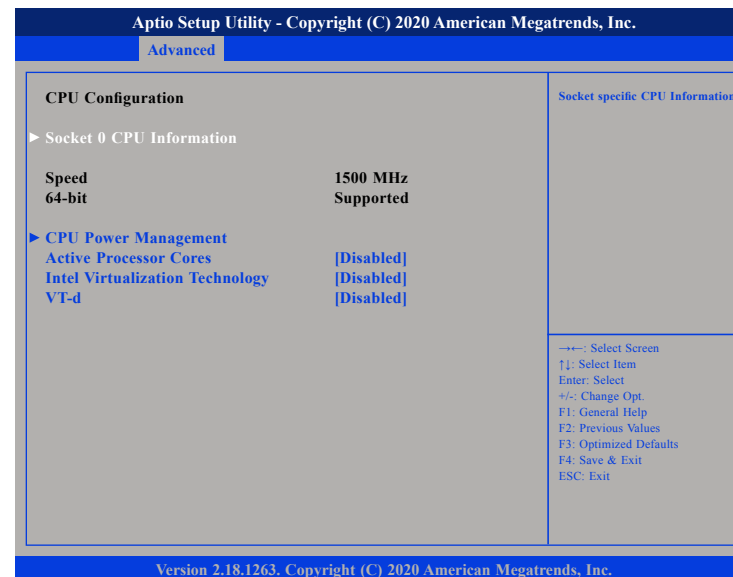 Aptio Setup Utility - Copyright (C) 2020 American Megatrends, Inc.
Advanced
CPU Configuration
► Socket 0 CPU Information
Speed 1500 MHz
64-bit Supported
► CPU Power Management
Active Processor Cores [Disabled]
Intel Virtualization Technology [Disabled]
VT-d [Disabled]
Socket specific CPU Information
→←: Select Screen
↑↓: Select Item
Enter: Select
+/-: Change Opt.
F1: General Help
F2: Previous Values
F3: Optimized Defaults
F4: Save & Exit
ESC: Exit
Version 2.18.1263. Copyright (C) 2020 American Megatrends, Inc.